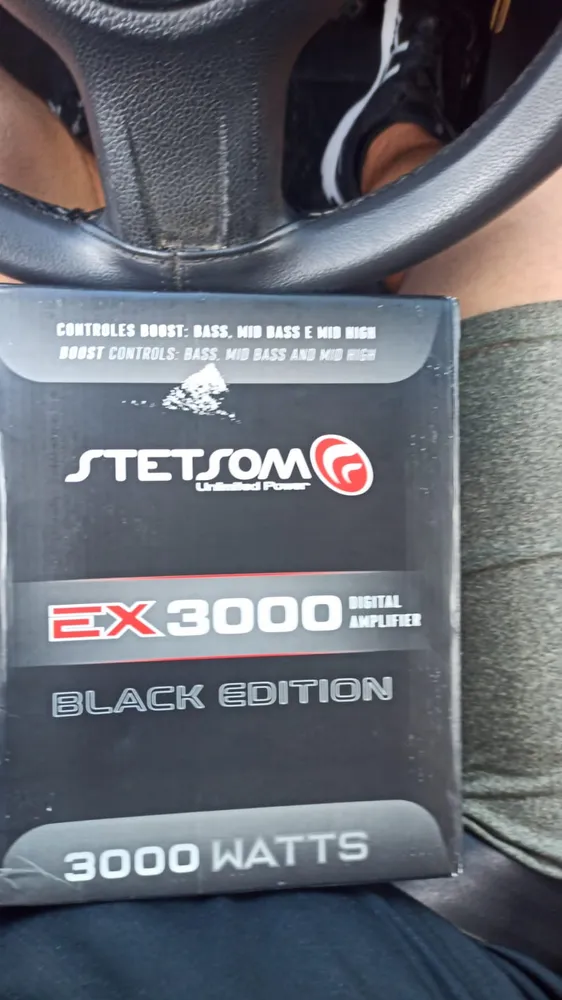 CONTROLES BOOST: BASS, MID BASS E MID HIGH
BOOST CONTROLS: BASS, MID BASS AND MID HIGH
STETSOM
Unlimited Power
EX 3000 DIGITAL AMPLIFIER
BLACK EDITION
3000 WATTS